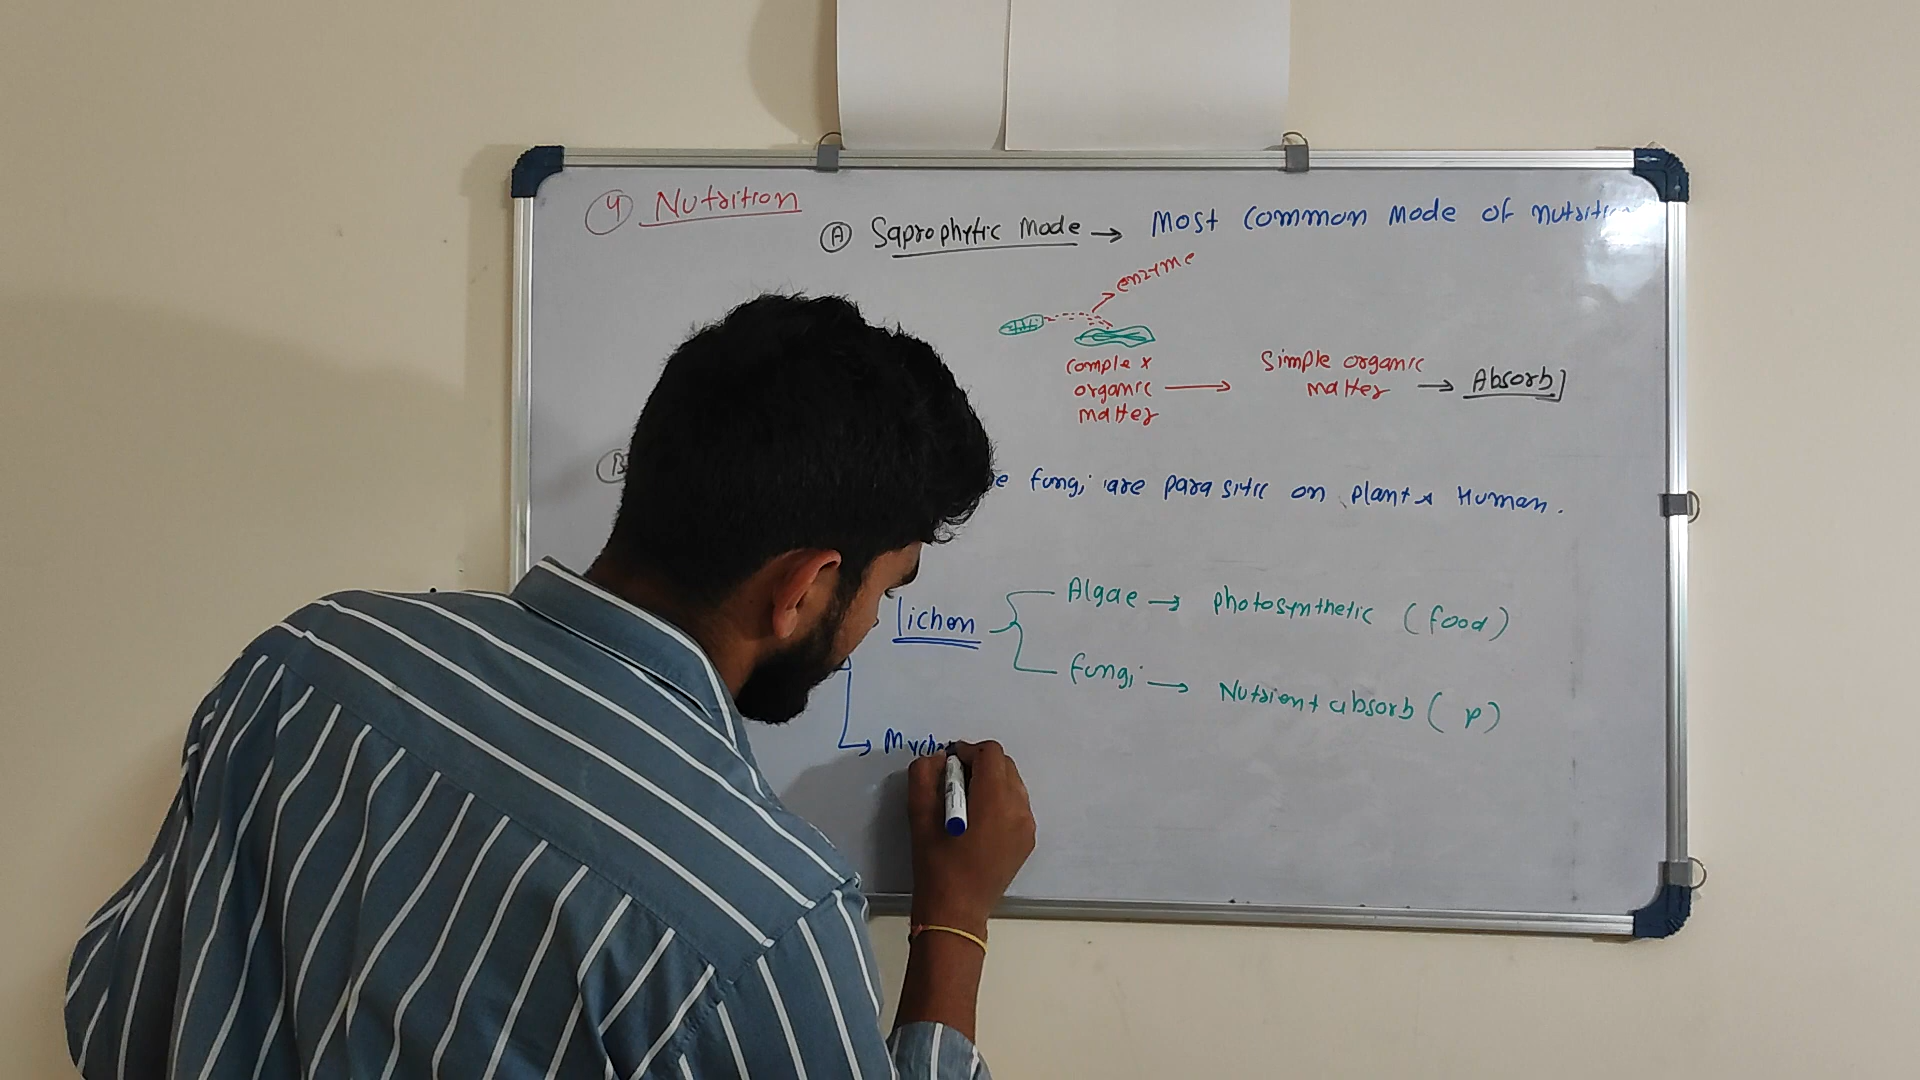 4 Nutrition
A Saprophytic Mode → Most Common Mode of nutrition
enzyme
complex organic matter → Simple organic matter → Absorb]
B
fungi are parasitic on plant & Human.
lichen
Algae → photosynthetic (food)
fungi → Nutrient absorb (P)
→